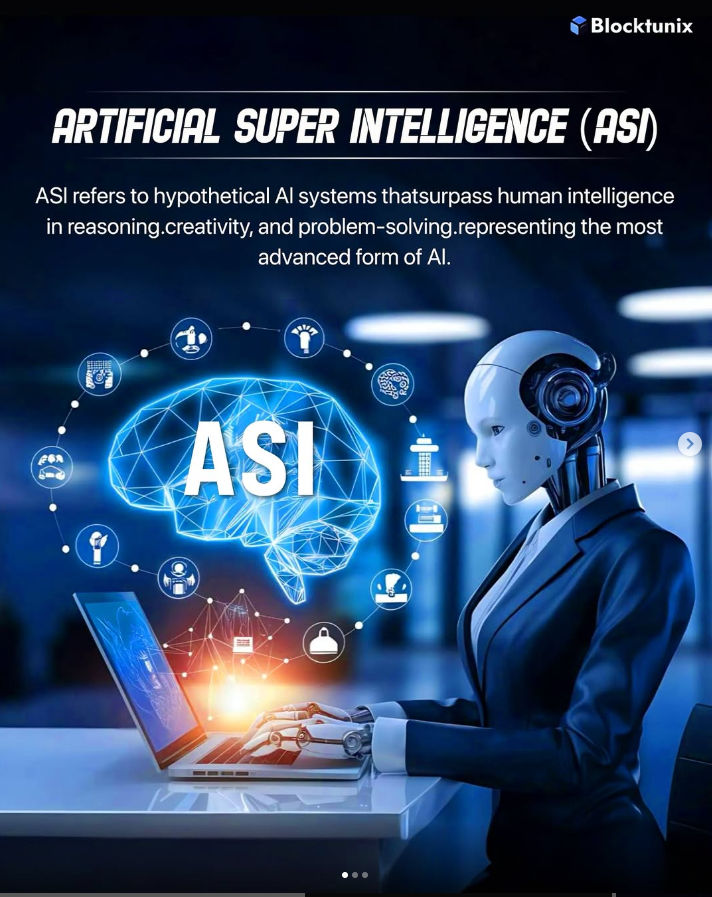 Blocktunix
ARTIFICIAL SUPER INTELLIGENCE (ASI)
ASI refers to hypothetical AI systems thatsurpass human intelligence
in reasoning.creativity, and problem-solving.representing the most
advanced form of AI.
ASI